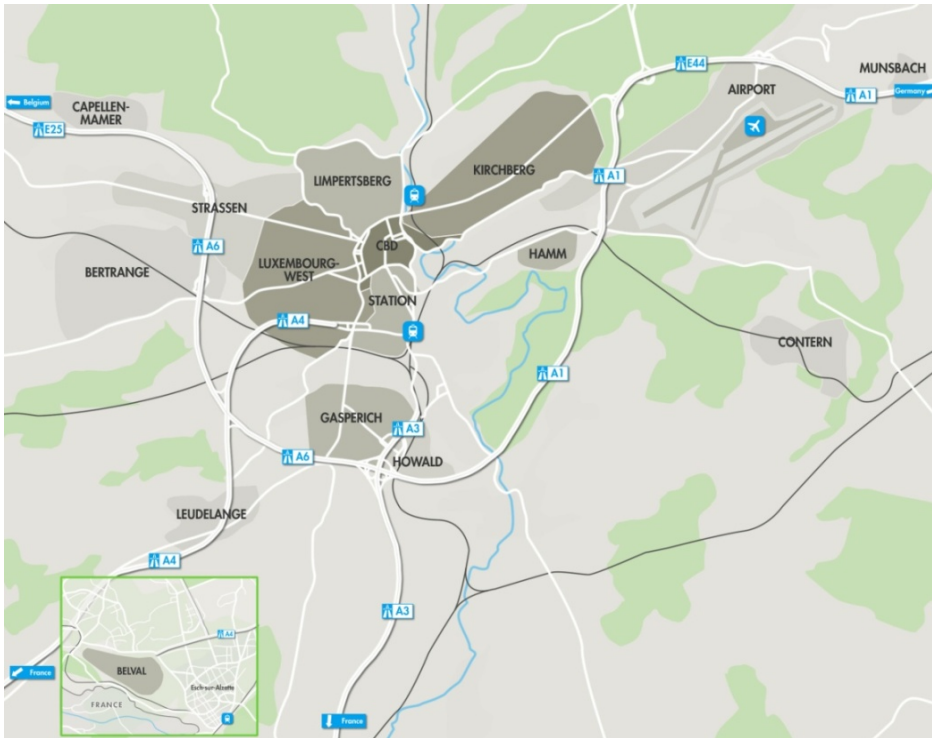 E44
MUNSBACH
AIRPORT
A1
Germany
Belgium
CAPELLEN-
MAMER
E25
KIRCHBERG
A1
LIMPERTSBERG
STRASSEN
A6
CBD
HAMM
BERTRANGE
LUXEMBOURG-
WEST
STATION
A4
CONTERN
A1
GASPERICH
A3
A6
HOWALD
LEUDELANGE
A4
A3
France
France
A4
BELVAL
Esch-sur-Alzette
FRANCE